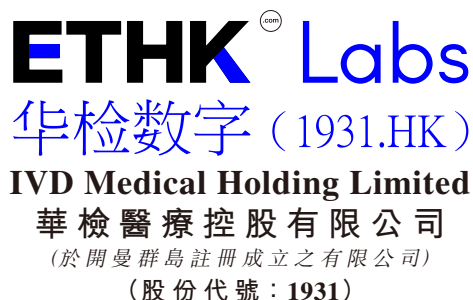 ETHK.com Labs
华检数字（1931.HK）
IVD Medical Holding Limited
華檢醫療控股有限公司
(於開曼群島註冊成立之有限公司)
（股份代號：1931）